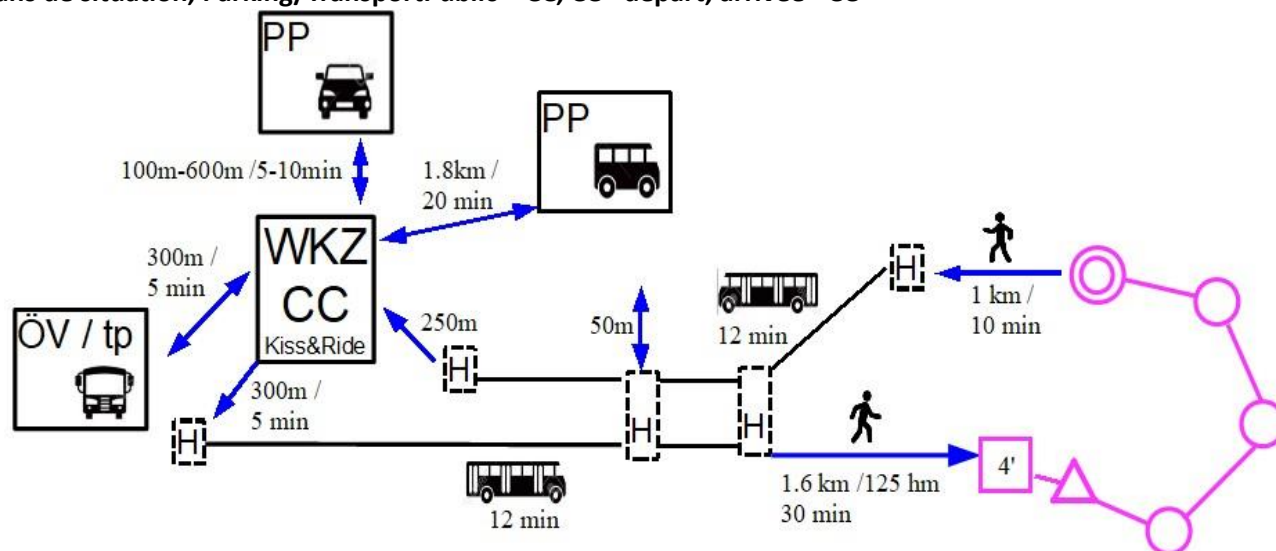 PP
PP
100m-600m /5-10min
1.8km /
20 min
WKZ
CC
Kiss&Ride
300m /
5 min
ÖV / tp
300m /
5 min
250m
H
H
50m
H
H
12 min
H
1 km /
10 min
12 min
1.6 km /125 hm
30 min
4'